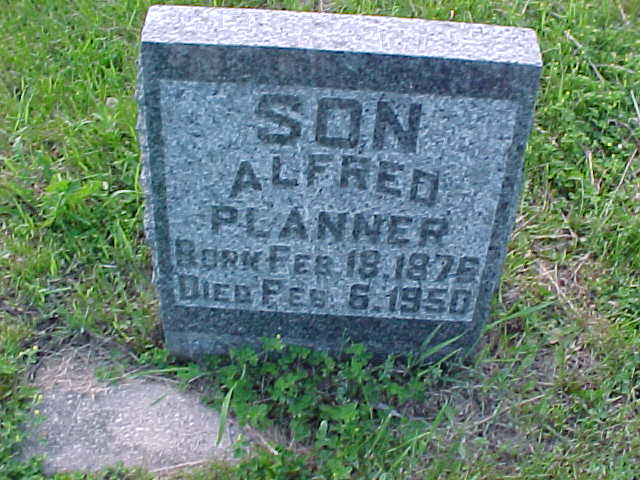 SON
ALFRED
PLANNER
BORN FEB. 18. 1876
DIED FEB. 6. 1950